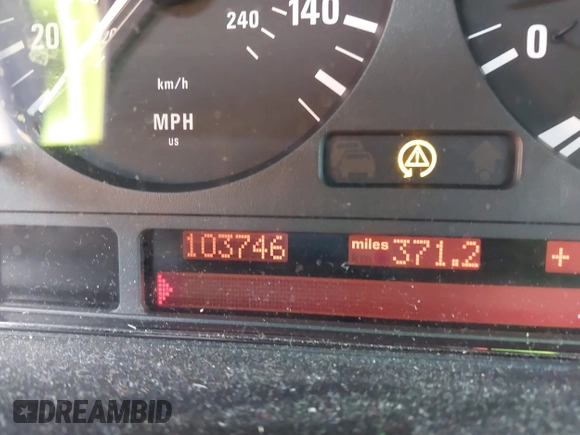 20
240
140
0
km/h
MPH
US
103746 miles 371.2 +
DREAMBID